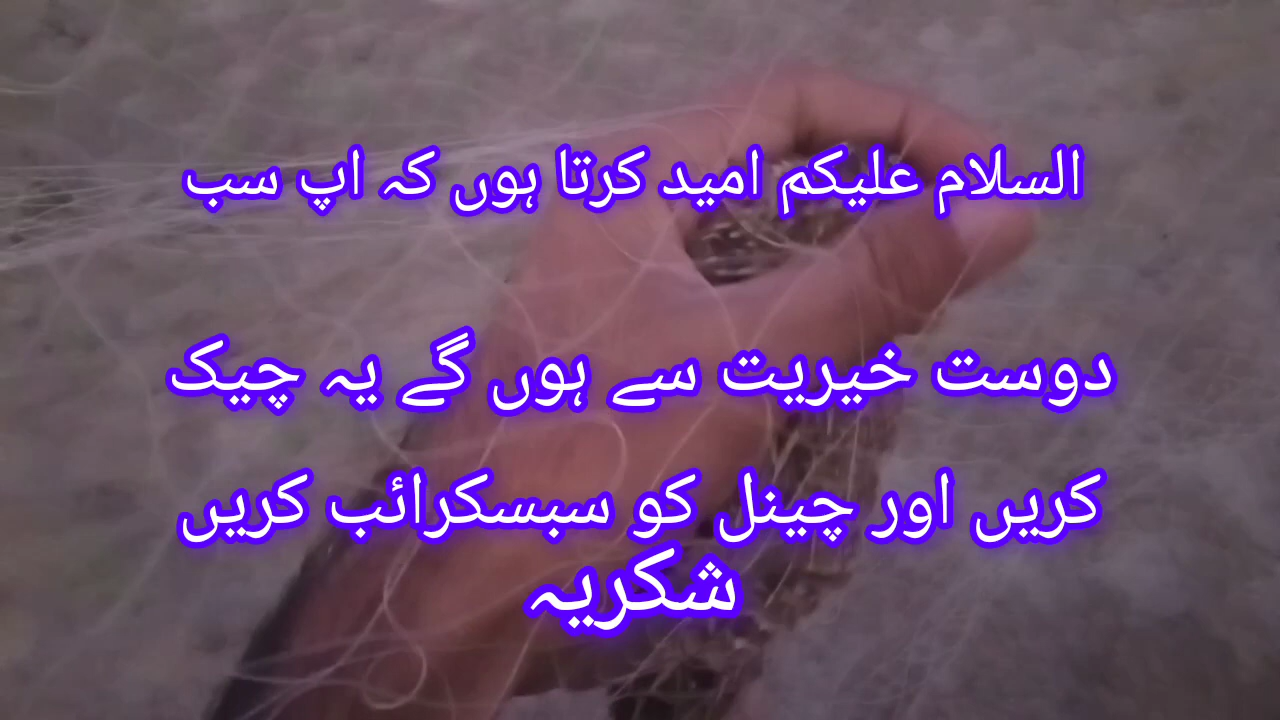 السلام علیکم امید کرتا ہوں کہ اپ سب
دوست خیریت سے ہوں گے یہ چیک
کریں اور چینل کو سبسکرائب کریں
شکریہ